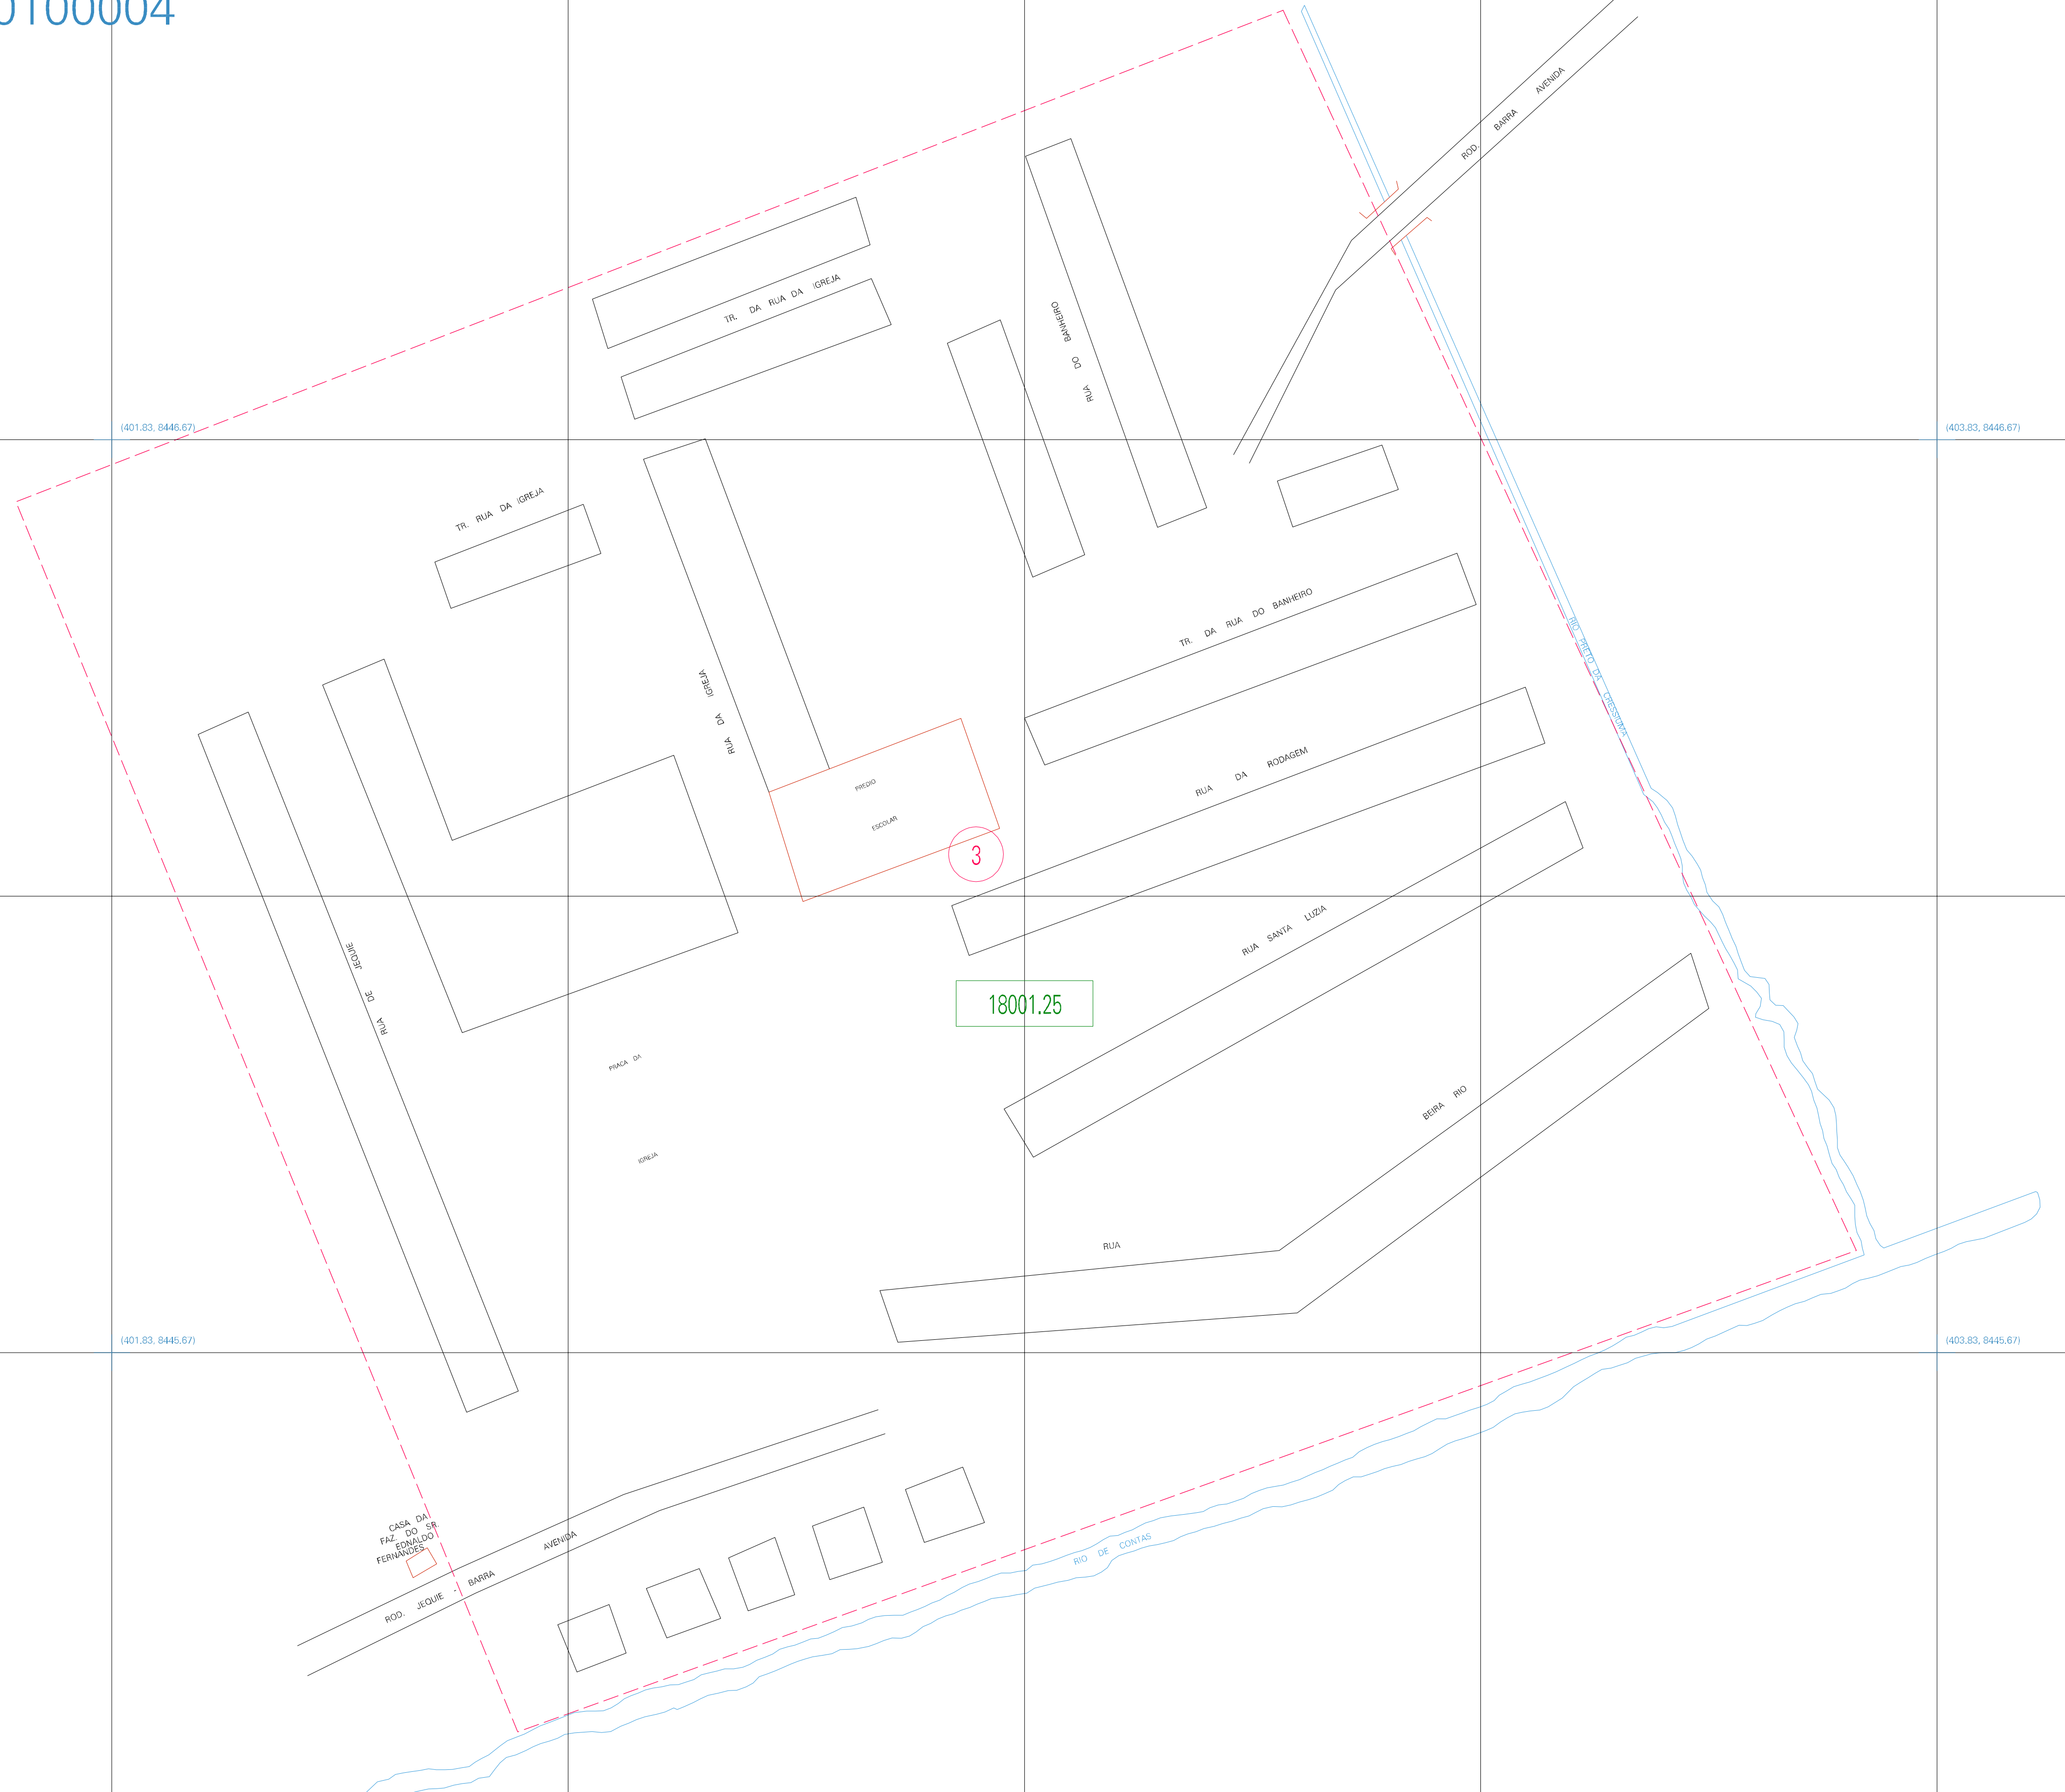 0100004
ROD. BARRA AVENIDA
TR. DA RUA DA IGREJA
RUA DO BANHEIRO
(401.83, 8446.67)
(403.83, 8446.67)
TR. RUA DA IGREJA
TR. DA RUA DO BANHEIRO
RIO PRETO DA CRESSIUMA
RUA DA IGREJA
RUA DA RODAGEM
PREDIO
ESCOLAR
3
RUA SANTA LUZIA
RUA DE JEQUIE
18001.25
PRACA DA
IGREJA
RUA BEIRA RIO
(401.83, 8445.67)
(403.83, 8445.67)
CASA DA
FAZ. DO SR.
EDNALDO
FERNANDES
ROD. JEQUIE - BARRA AVENIDA
RIO DE CONTAS